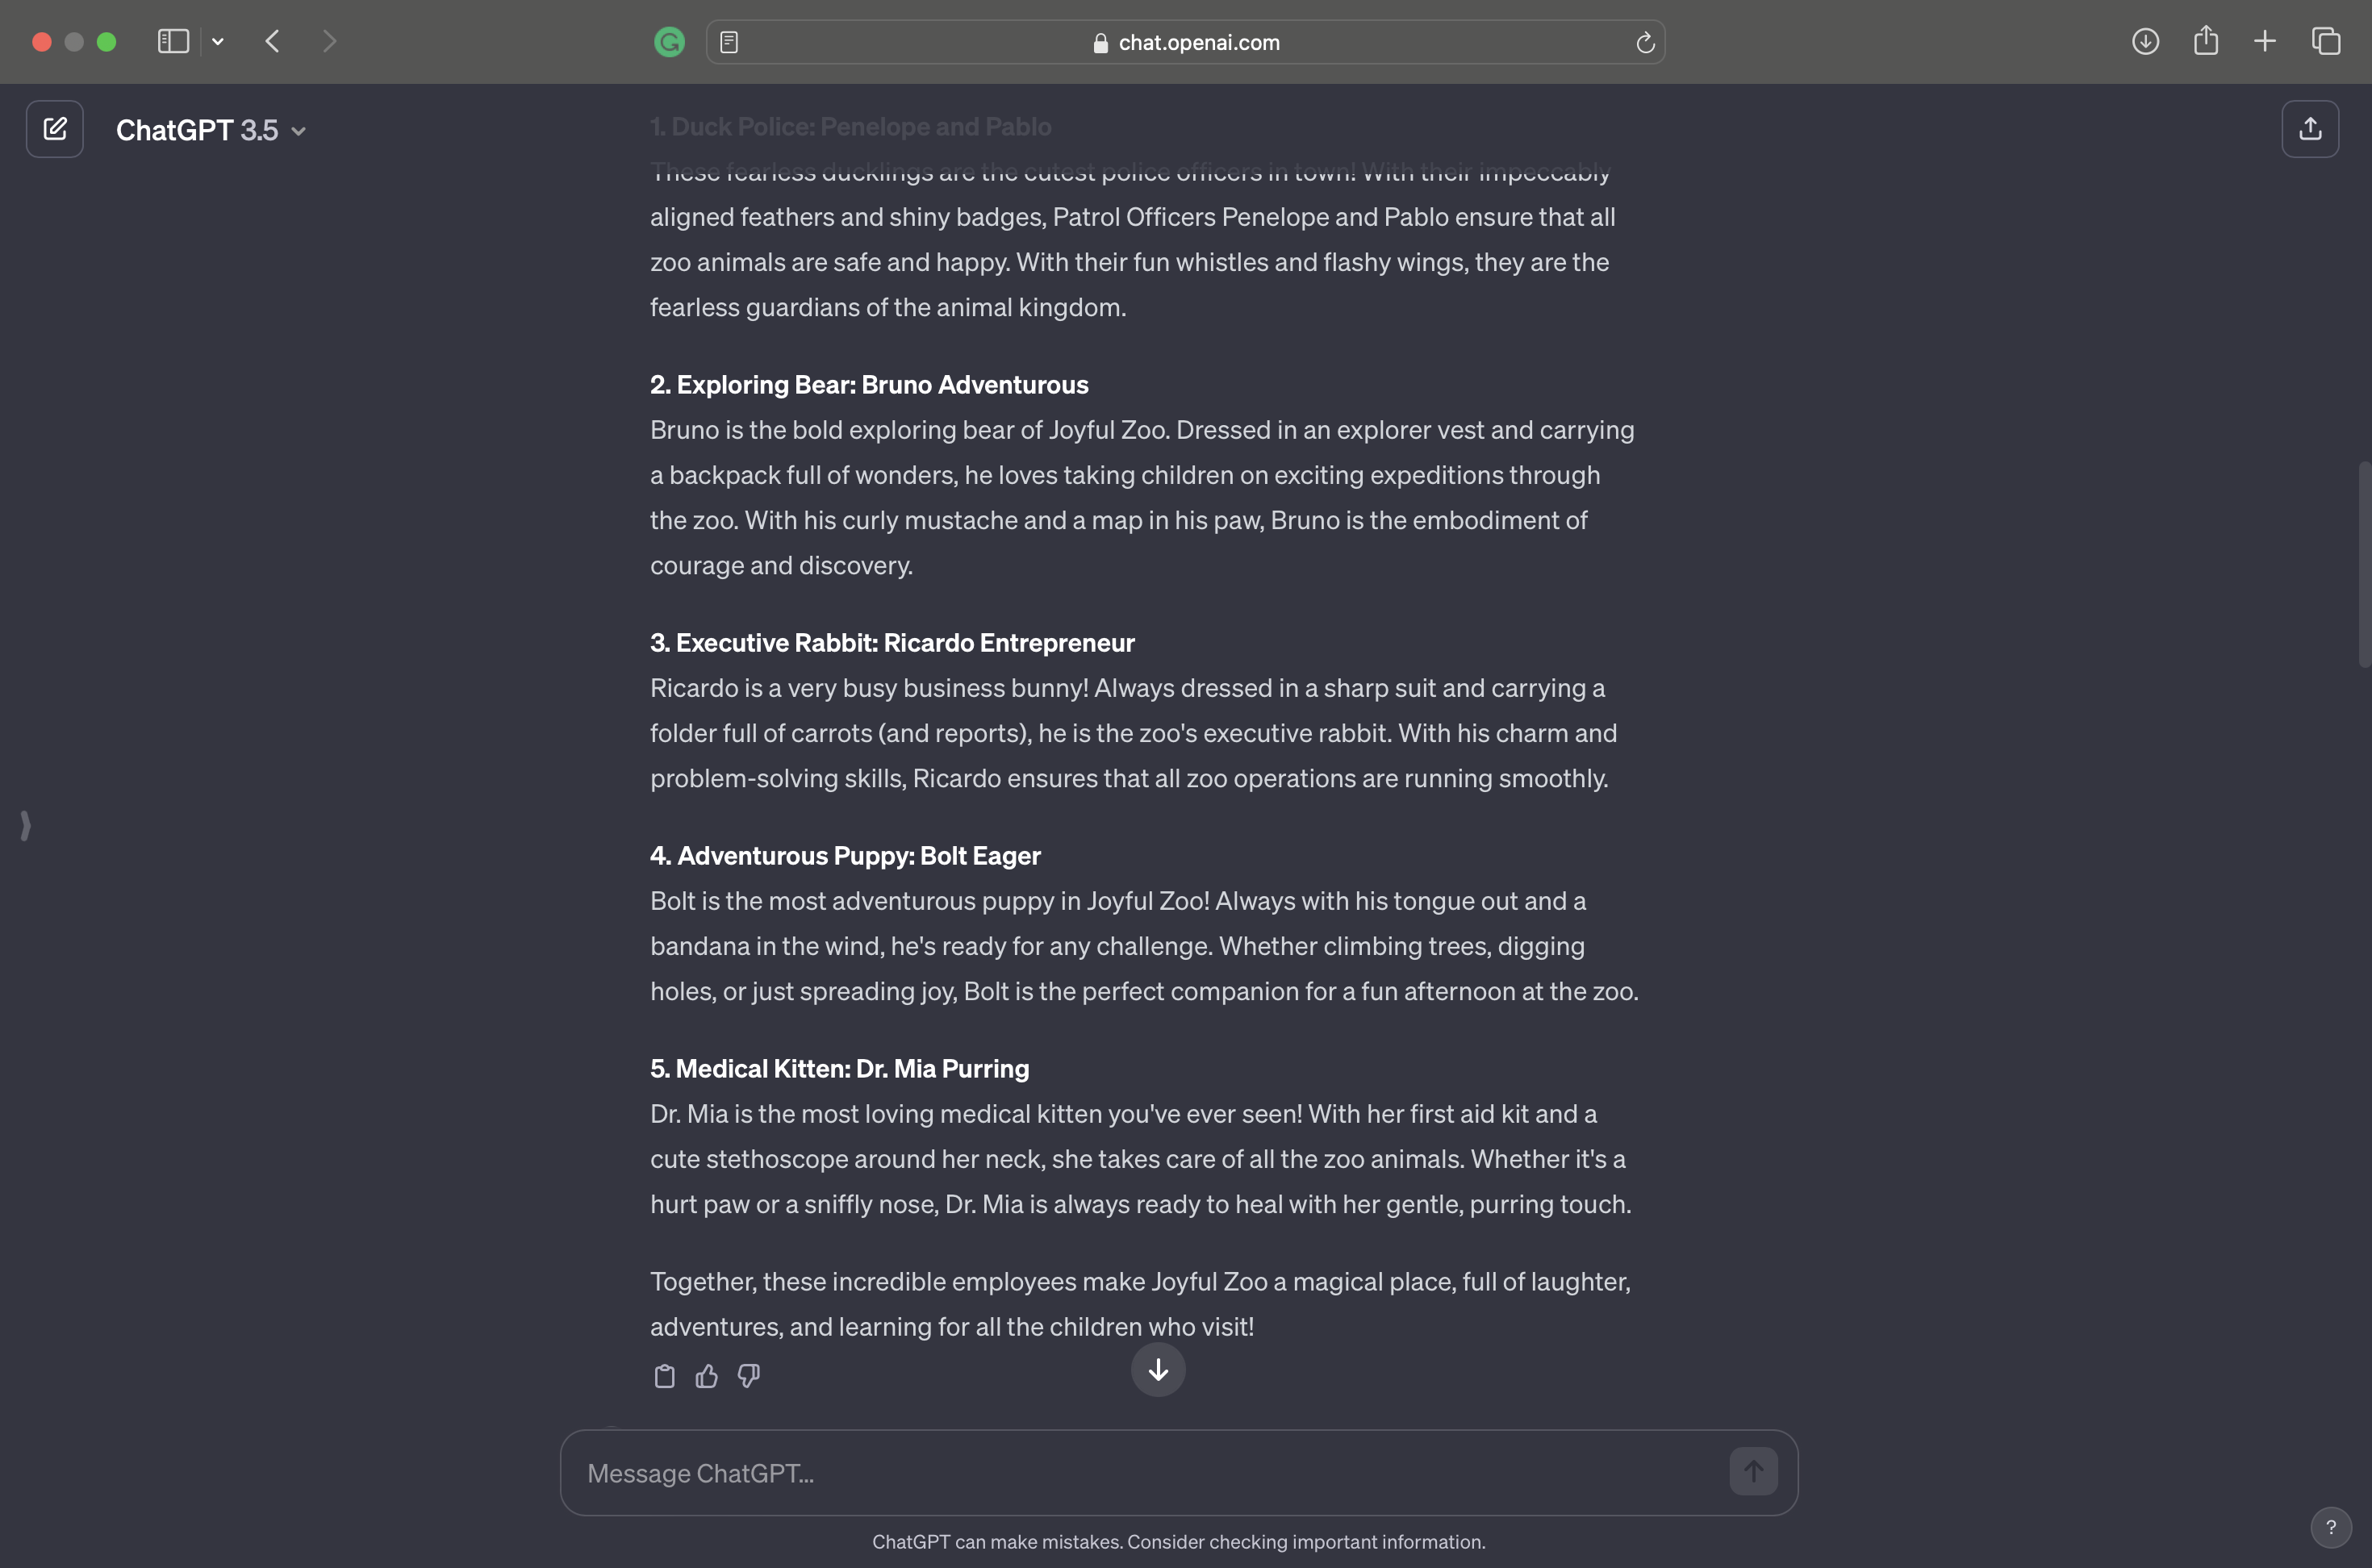 chat.openai.com
ChatGPT 3.5
1. Duck Police: Penelope and Pablo
These fearless ducklings are the cutest police officers in town! With their impeccably
aligned feathers and shiny badges, Patrol Officers Penelope and Pablo ensure that all
zoo animals are safe and happy. With their fun whistles and flashy wings, they are the
fearless guardians of the animal kingdom.
2. Exploring Bear: Bruno Adventurous
Bruno is the bold exploring bear of Joyful Zoo. Dressed in an explorer vest and carrying
a backpack full of wonders, he loves taking children on exciting expeditions through
the zoo. With his curly mustache and a map in his paw, Bruno is the embodiment of
courage and discovery.
3. Executive Rabbit: Ricardo Entrepreneur
Ricardo is a very busy business bunny! Always dressed in a sharp suit and carrying a
folder full of carrots (and reports), he is the zoo's executive rabbit. With his charm and
problem-solving skills, Ricardo ensures that all zoo operations are running smoothly.
4. Adventurous Puppy: Bolt Eager
Bolt is the most adventurous puppy in Joyful Zoo! Always with his tongue out and a
bandana in the wind, he's ready for any challenge. Whether climbing trees, digging
holes, or just spreading joy, Bolt is the perfect companion for a fun afternoon at the zoo.
5. Medical Kitten: Dr. Mia Purring
Dr. Mia is the most loving medical kitten you've ever seen! With her first aid kit and a
cute stethoscope around her neck, she takes care of all the zoo animals. Whether it's a
hurt paw or a sniffly nose, Dr. Mia is always ready to heal with her gentle, purring touch.
Together, these incredible employees make Joyful Zoo a magical place, full of laughter,
adventures, and learning for all the children who visit!
Message ChatGPT...
ChatGPT can make mistakes. Consider checking important information.
?